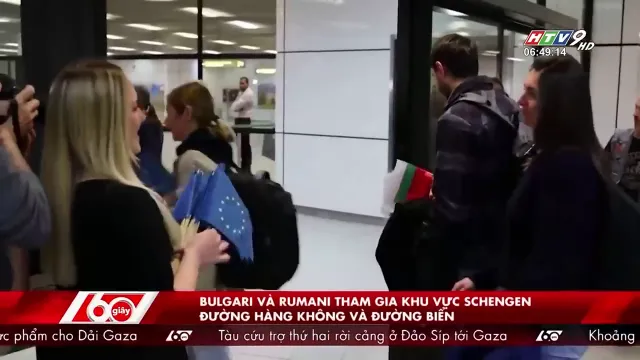 HTV9 HD
06:49:14
60 giây
BULGARI VÀ RUMANI THAM GIA KHU VỰC SCHENGEN
ĐƯỜNG HÀNG KHÔNG VÀ ĐƯỜNG BIỂN
ực phẩm cho Dải Gaza Tàu cứu trợ thứ hai rời cảng ở Đảo Síp tới Gaza Khoảng